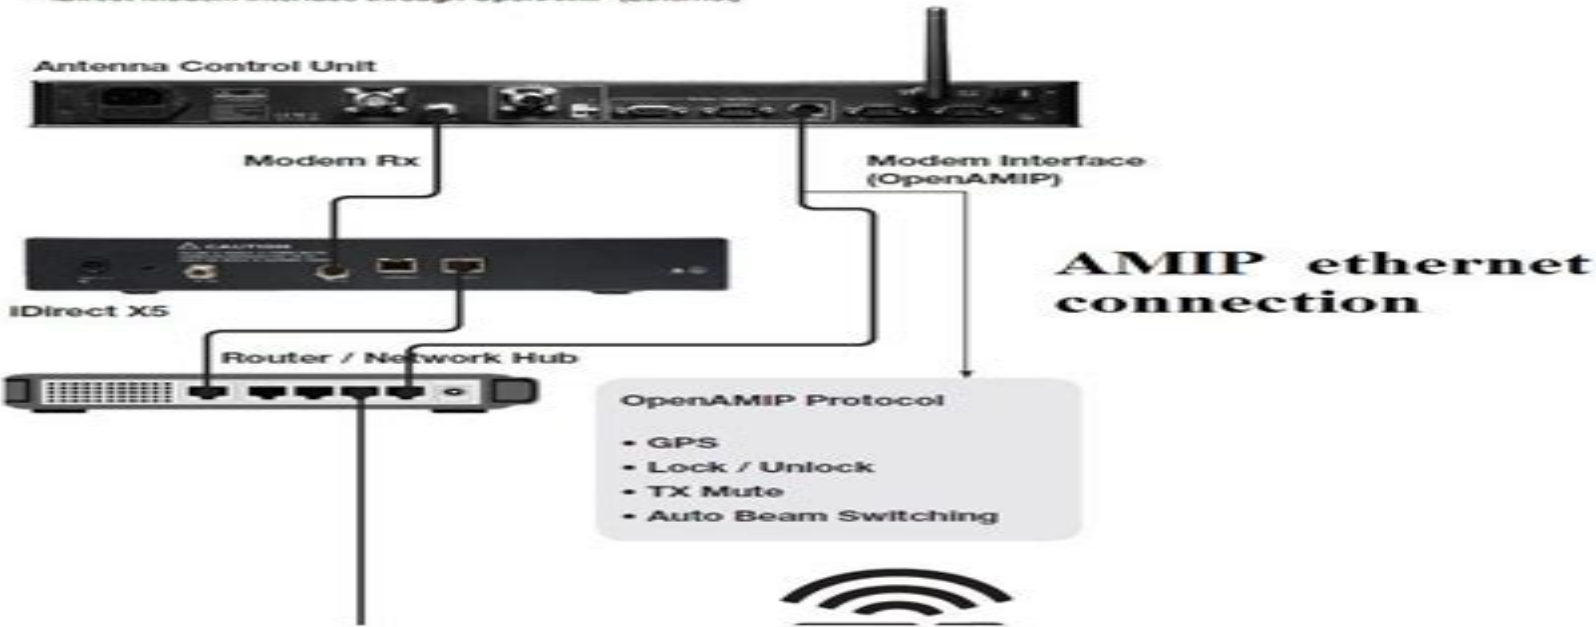 Antenna Control Unit
Modem Rx
Modem Interface
(OpenAMIP)
CAUTION
AMIP ethernet
connection
iDirect X5
Router / Network Hub
OpenAMIP Protocol
• GPS
• Lock / Unlock
• TX Mute
• Auto Beam Switching